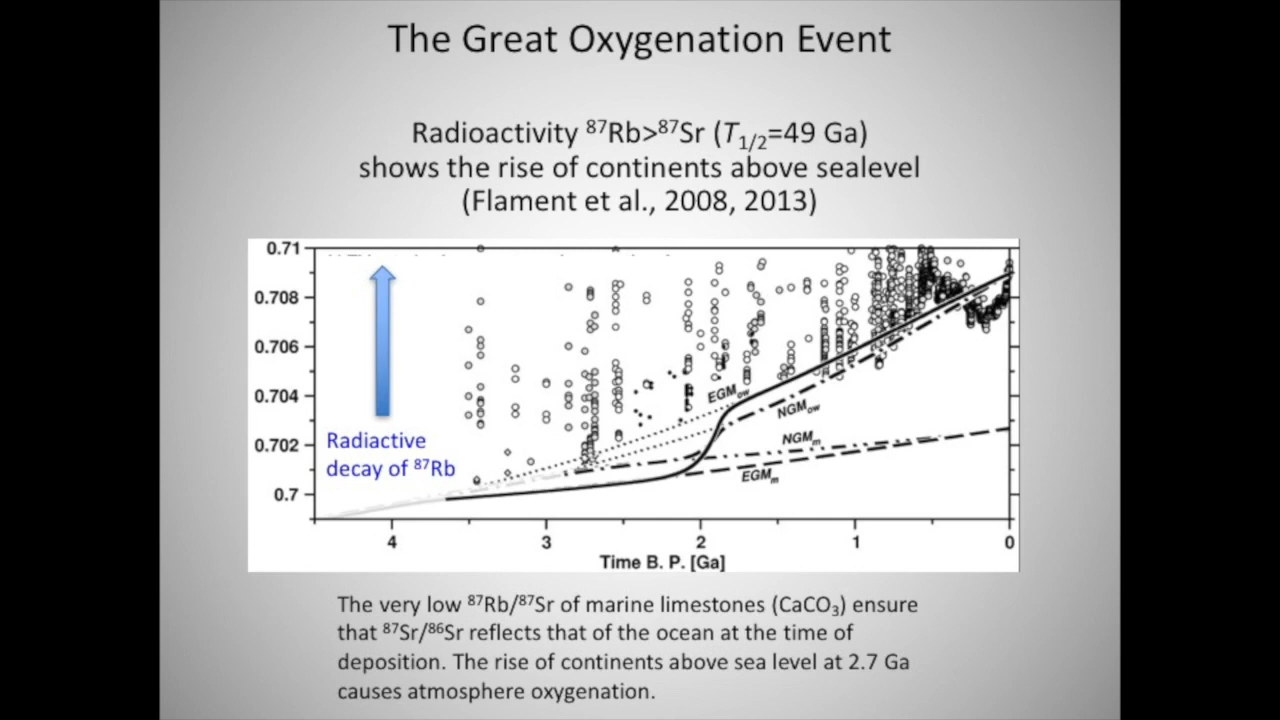 The Great Oxygenation Event
Radioactivity ⁸⁷Rb>⁸⁷Sr (T₁/₂=49 Ga)
shows the rise of continents above sealevel
(Flament et al., 2008, 2013)
0.71
0.708
0.706
0.704
0.702
0.7
Radiactive
decay of ⁸⁷Rb
EGMow
NGMow
NGMm
EGMm
4 3 2 1 0
Time B. P. [Ga]
The very low ⁸⁷Rb/⁸⁷Sr of marine limestones (CaCO₃) ensure
that ⁸⁷Sr/⁸⁶Sr reflects that of the ocean at the time of
deposition. The rise of continents above sea level at 2.7 Ga
causes atmosphere oxygenation.